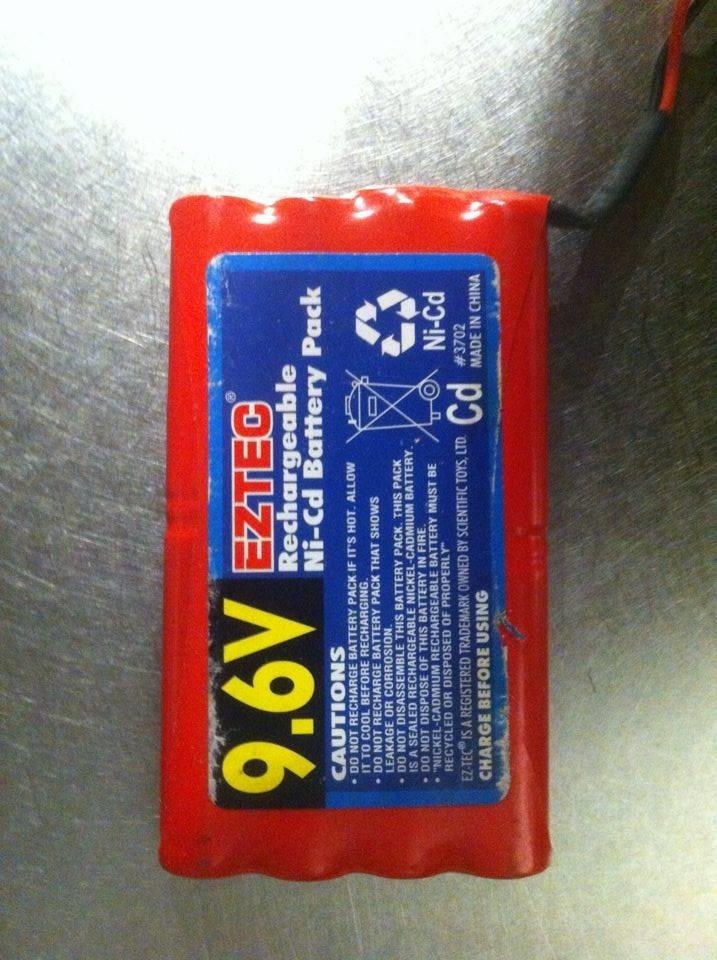 9.6V
EZTEC®
Rechargeable
Ni-Cd Battery Pack
CAUTIONS
• DO NOT RECHARGE BATTERY PACK IF IT'S HOT. ALLOW
IT TO COOL BEFORE RECHARGING.
• DO NOT RECHARGE BATTERY PACK THAT SHOWS
LEAKAGE OR CORROSION.
• DO NOT DISASSEMBLE THIS BATTERY PACK. THIS PACK
IS A SEALED RECHARGEABLE NICKEL-CADMIUM BATTERY.
• DO NOT DISPOSE OF THIS BATTERY IN FIRE.
• "NICKEL-CADMIUM RECHARGEABLE BATTERY MUST BE
RECYCLED OR DISPOSED OF PROPERLY"
EZ-TEC® IS A REGISTERED TRADEMARK OWNED BY SCIENTIFIC TOYS, LTD.
CHARGE BEFORE USING
Cd
Ni-Cd
#3702
MADE IN CHINA